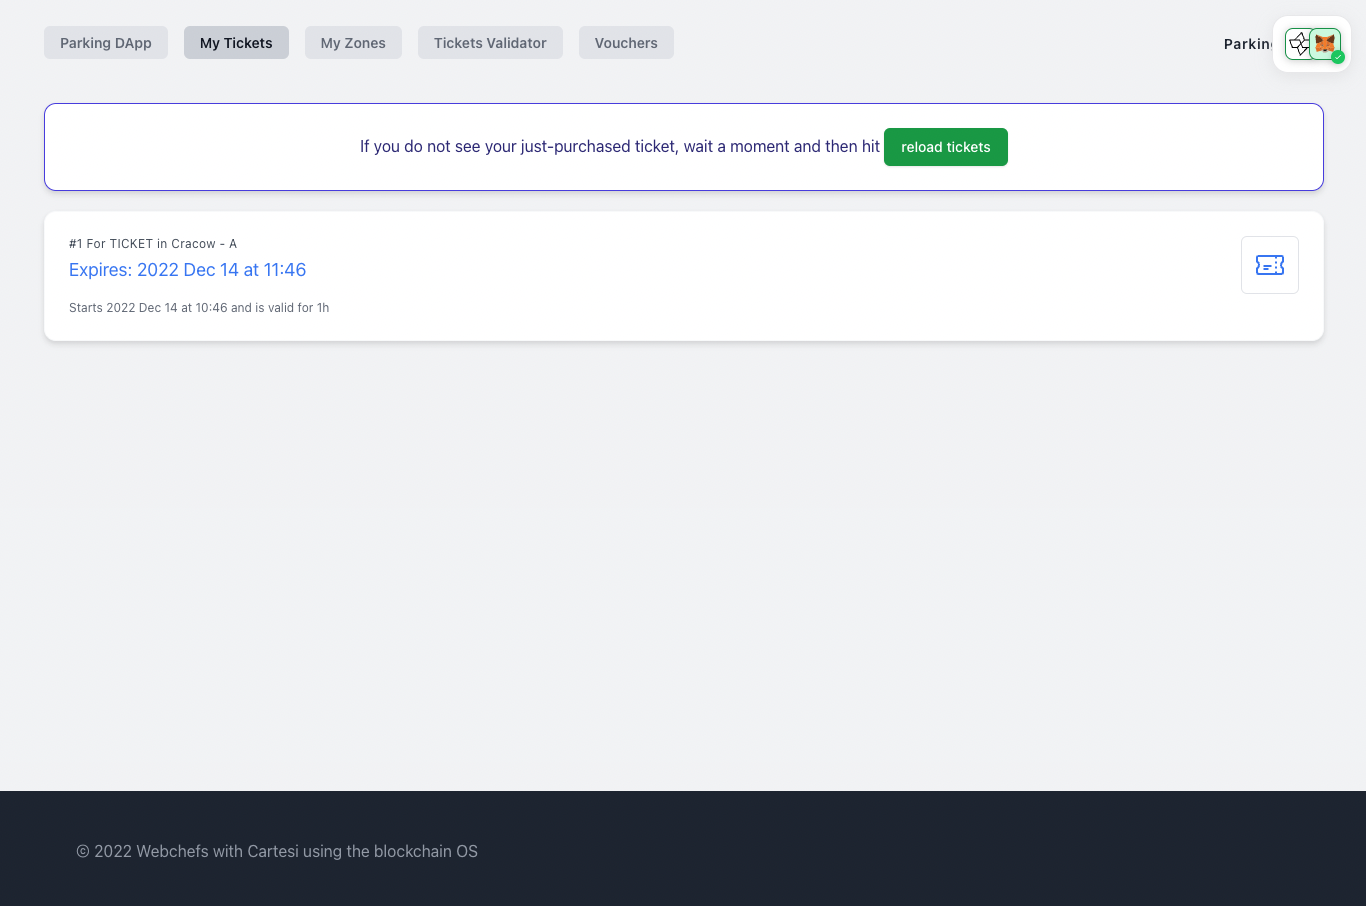 Parking DApp
My Tickets
My Zones
Tickets Validator
Vouchers
Parking
If you do not see your just-purchased ticket, wait a moment and then hit reload tickets
#1 For TICKET in Cracow - A
Expires: 2022 Dec 14 at 11:46
Starts 2022 Dec 14 at 10:46 and is valid for 1h
© 2022 Webchefs with Cartesi using the blockchain OS